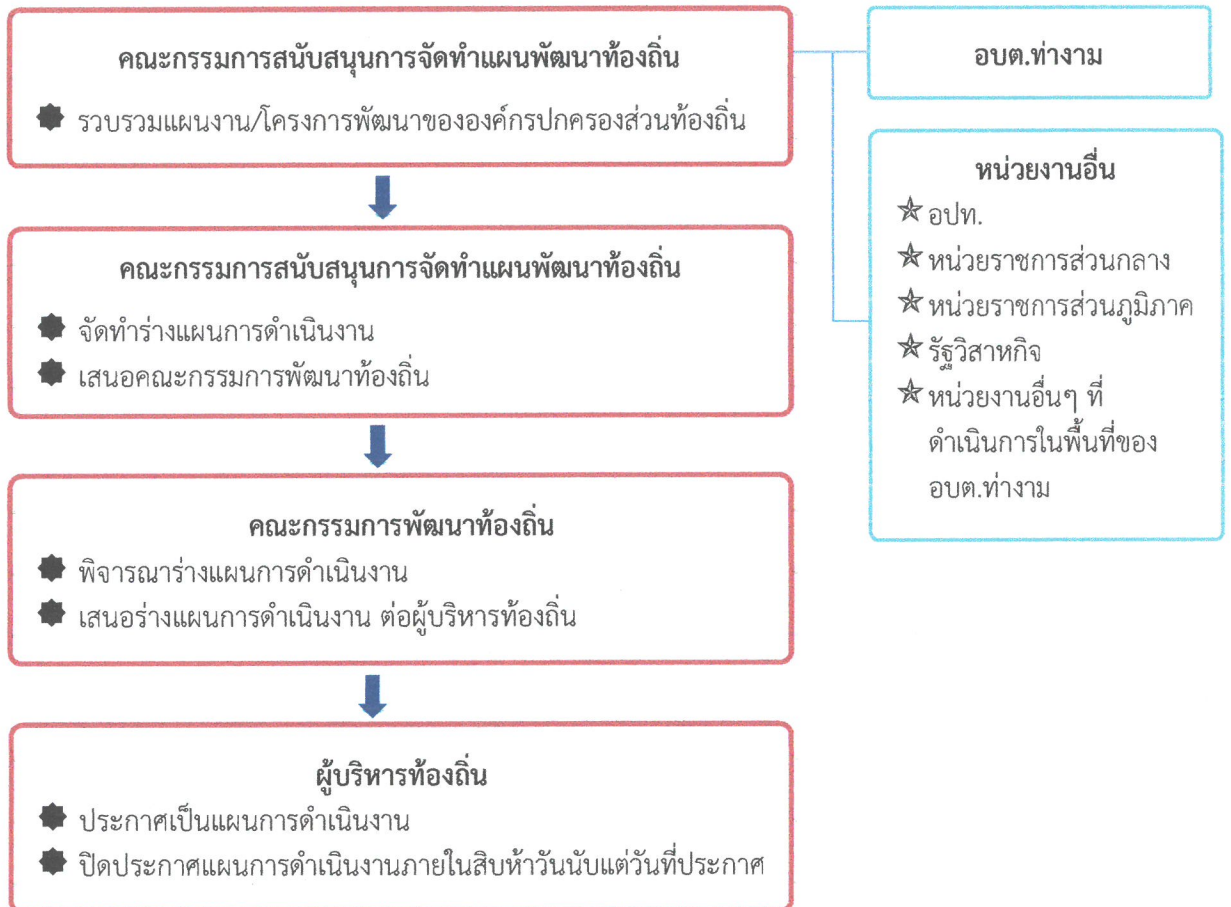 คณะกรรมการสนับสนุนการจัดทำแผนพัฒนาท้องถิ่น
รวบรวมแผนงาน/โครงการพัฒนาขององค์กรปกครองส่วนท้องถิ่น
อบต.ท่างาม
หน่วยงานอื่น
อปท.
หน่วยราชการส่วนกลาง
หน่วยราชการส่วนภูมิภาค
รัฐวิสาหกิจ
หน่วยงานอื่นๆ ที่
ดำเนินการในพื้นที่ของ
อบต.ท่างาม
คณะกรรมการสนับสนุนการจัดทำแผนพัฒนาท้องถิ่น
จัดทำร่างแผนการดำเนินงาน
เสนอคณะกรรมการพัฒนาท้องถิ่น
คณะกรรมการพัฒนาท้องถิ่น
พิจารณาร่างแผนการดำเนินงาน
เสนอร่างแผนการดำเนินงาน ต่อผู้บริหารท้องถิ่น
ผู้บริหารท้องถิ่น
ประกาศเป็นแผนการดำเนินงาน
ปิดประกาศแผนการดำเนินงานภายในสิบห้าวันนับแต่วันที่ประกาศ